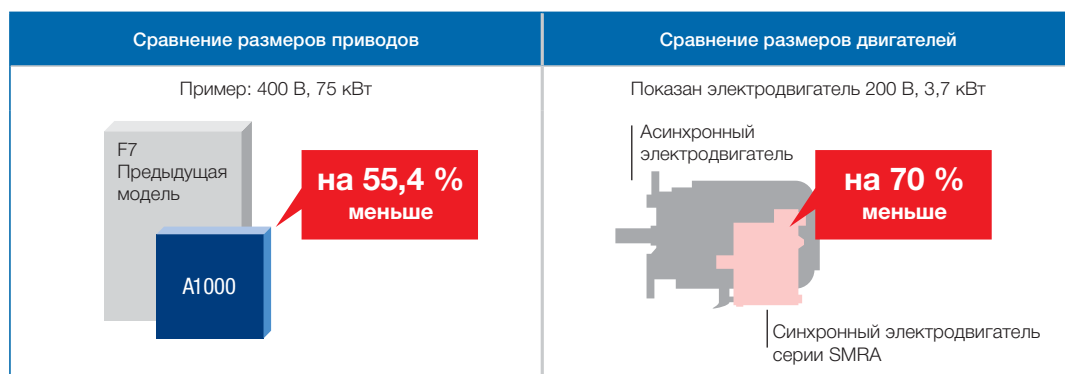 Сравнение размеров приводов
Пример: 400 В, 75 кВт
F7
Предыдущая
модель
на 55,4 %
меньше
A1000
Сравнение размеров двигателей
Показан электродвигатель 200 В, 3,7 кВт
Асинхронный
электродвигатель
на 70 %
меньше
Синхронный электродвигатель
серии SMRA